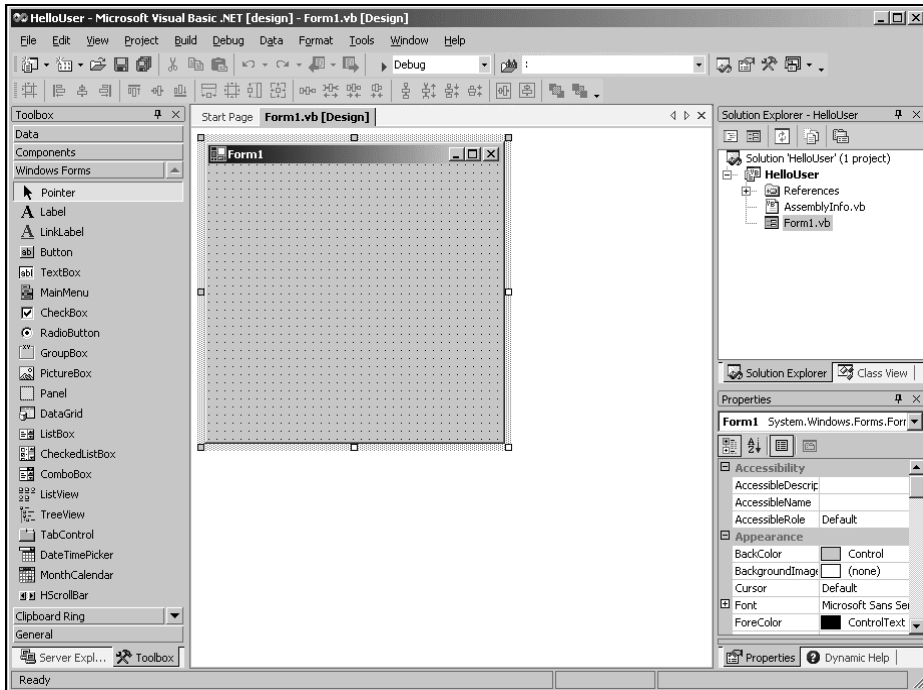 HelloUser - Microsoft Visual Basic .NET [design] - Form1.vb [Design]
File Edit View Project Build Debug Data Format Tools Window Help
Debug
Toolbox
Data
Components
Windows Forms
Pointer
Label
LinkLabel
Button
TextBox
MainMenu
CheckBox
RadioButton
GroupBox
PictureBox
Panel
DataGrid
ListBox
CheckedListBox
ComboBox
ListView
TreeView
TabControl
DateTimePicker
MonthCalendar
HScrollBar
Clipboard Ring
General
Server Expl... Toolbox
Start Page Form1.vb [Design]
Form1
Solution Explorer - HelloUser
Solution 'HelloUser' (1 project)
HelloUser
References
AssemblyInfo.vb
Form1.vb
Solution Explorer Class View
Properties
Form1 System.Windows.Forms.Forr
Accessibility
AccessibleDescrip
AccessibleName
AccessibleRole Default
Appearance
BackColor Control
BackgroundImage (none)
Cursor Default
Font Microsoft Sans Ser
ForeColor ControlText
Properties Dynamic Help
Ready